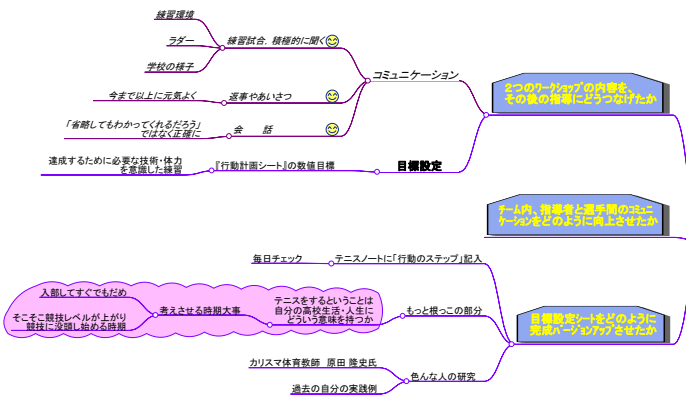 練習環境
ラダー
学校の様子
練習試合,積極的に聞く
コミュニケーション
今まで以上に元気よく
返事やあいさつ
「省略してもわかってくれるだろう」
ではなく正確に
会　話
達成するために必要な技術・体力
を意識した練習
『行動計画シート』の数値目標
目標設定
２つのワークショップの内容を、
その後の指導にどうつなげたか
チーム内、指導者と選手間のコミュニ
ケーションをどのように向上させたか
毎日チェック
テニスノートに「行動のステップ」記入
入部してすぐでもだめ
そこそこ競技レベルが上がり
競技に没頭し始める時期
考えさせる時期大事
テニスをするということは
自分の高校生活・人生に
どういう意味を持つか
もっと根っこの部分
目標設定シートをどのように
完成バージョンアップさせたか
カリスマ体育教師　原田 隆史氏
過去の自分の実践例
色んな人の研究